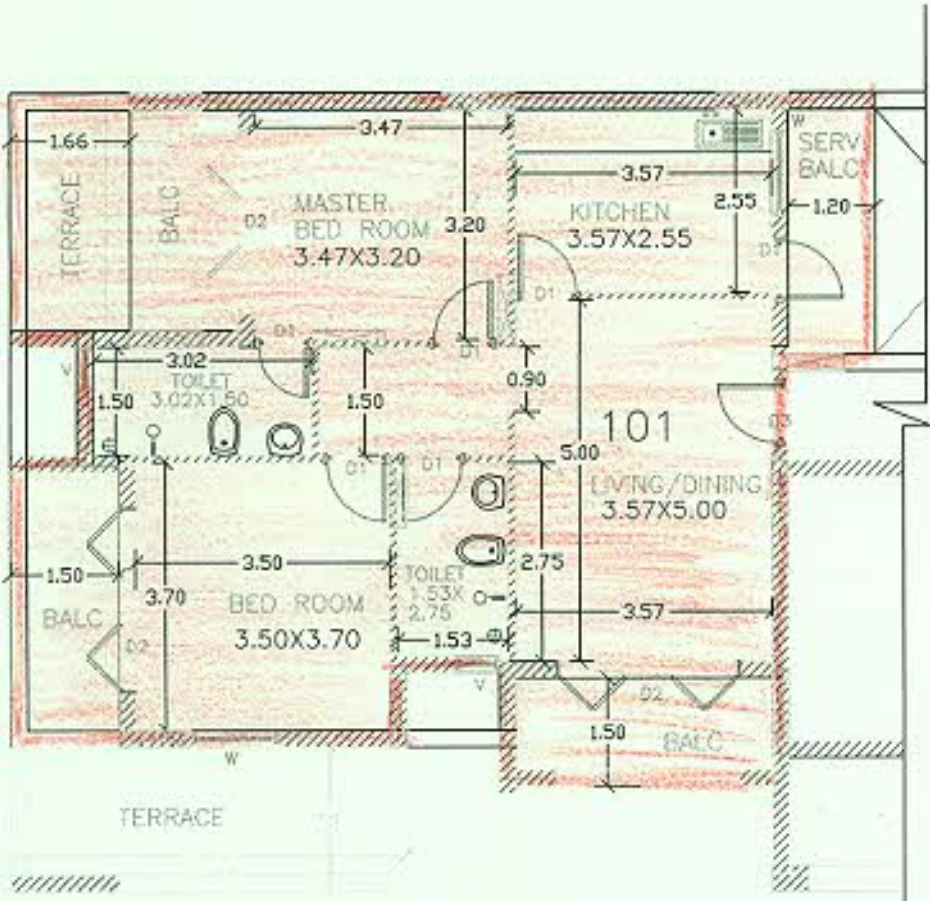 3.47
1.66
TERRACE
BALC
D2
MASTER
BED ROOM
3.47X3.20
3.20
3.57
KITCHEN
3.57X2.55
2.55
W
SERV
BALC
1.20
D1
D1
D1
D1
V
3.02
TOILET
3.02X1.50
1.50
1.50
0.90
101
5.00
D3
LIVING/DINING
3.57X5.00
D1
D1
1.50
BALC
D2
3.50
3.70
BED ROOM
3.50X3.70
TOILET
1.53X
2.75
1.53
2.75
3.57
V
W
D2
1.50
BALC
TERRACE